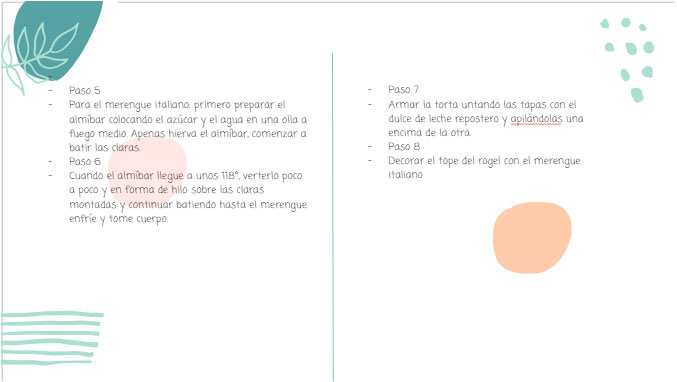 - Paso 5
- Para el merengue italiano: primero preparar el
almíbar colocando el azúcar y el agua en una olla a
fuego medio. Apenas hierva el almíbar, comenzar a
batir las claras.
- Paso 6
- Cuando el almíbar llegue a unos 118°, verterlo poco
a poco y en forma de hilo sobre las claras
montadas y continuar batiendo hasta el merengue
enfríe y tome cuerpo.
- Paso 7
- Armar la torta untando las tapas con el
dulce de leche repostero y apilándolas una
encima de la otra.
- Paso 8
- Decorar el tope del rogel con el merengue
italiano